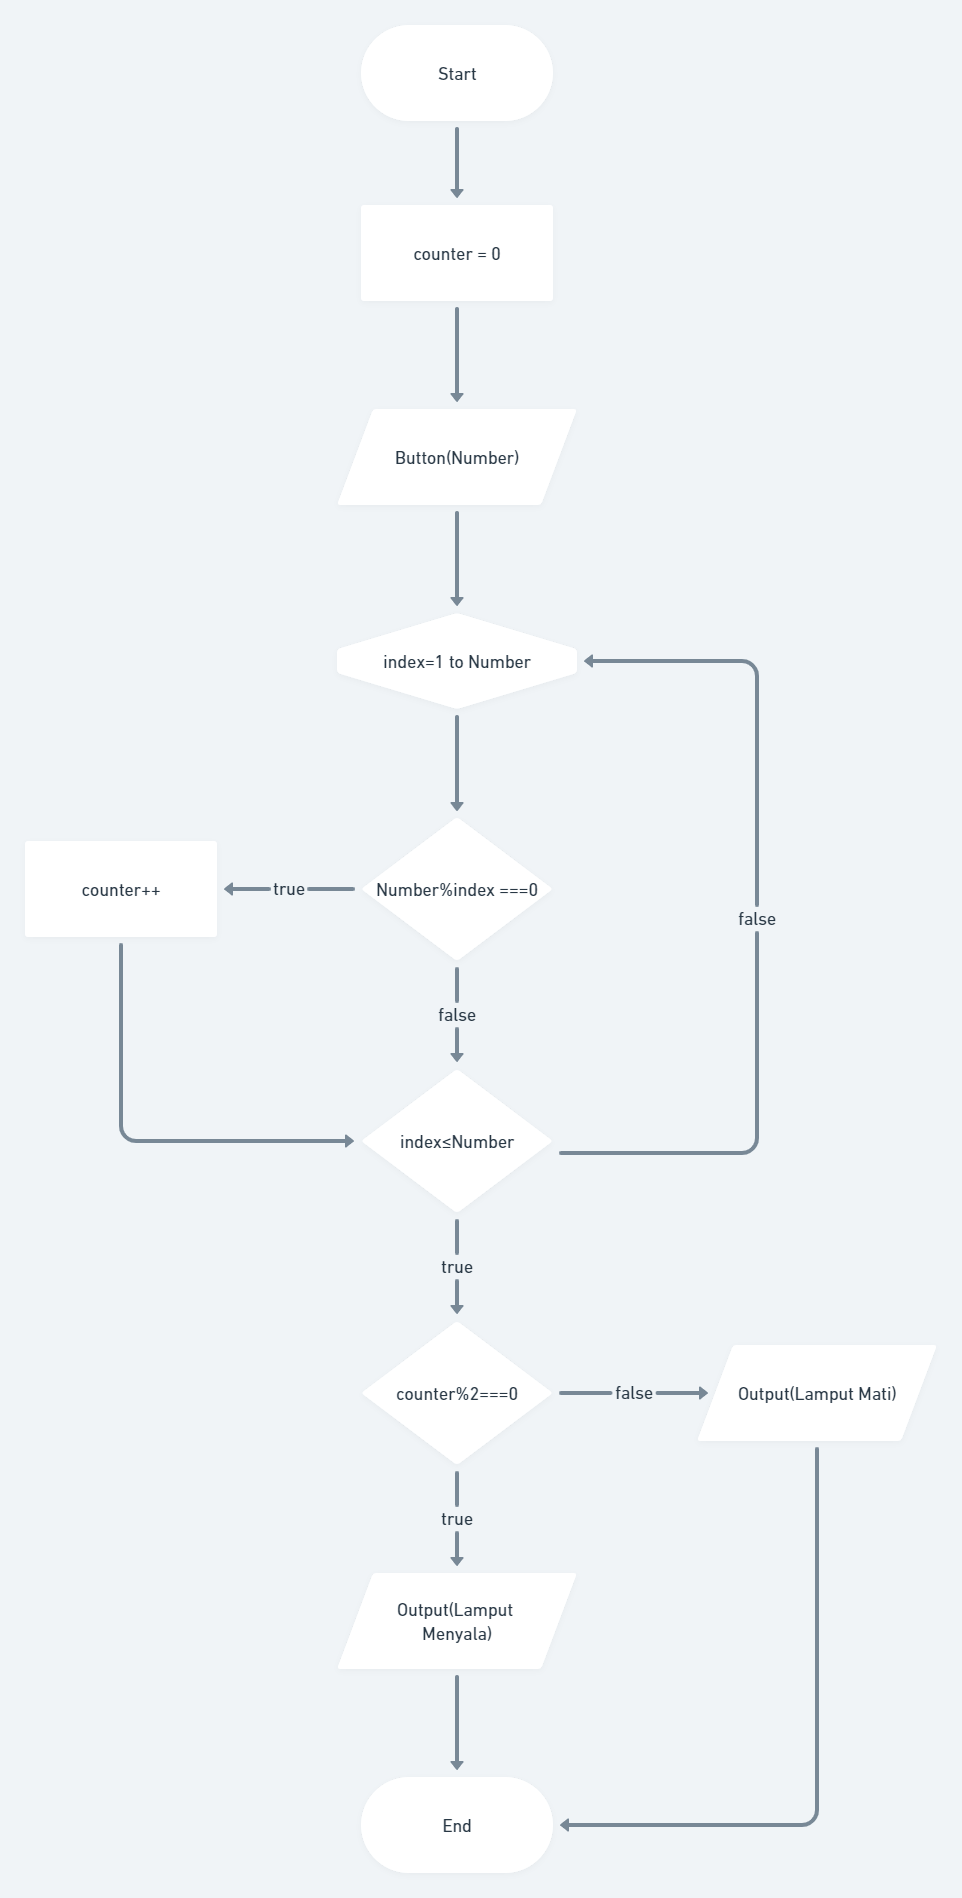 Start
counter = 0
Button(Number)
index=1 to Number
counter++
true
Number%index ===0
false
false
index≤Number
true
counter%2===0
false
Output(Lamput Mati)
true
Output(Lamput
Menyala)
End